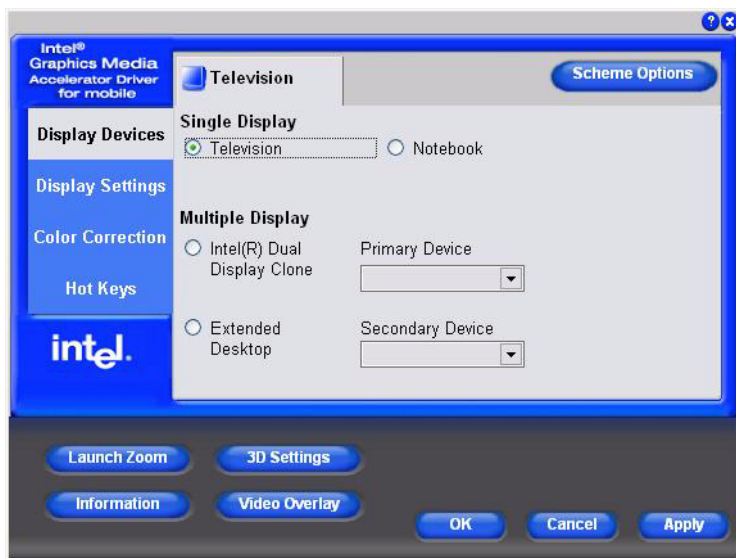 ?
x
Intel®
Graphics Media
Accelerator Driver
for mobile
Television
Scheme Options
Display Devices
Display Settings
Color Correction
Hot Keys
intel.
Single Display
Television
Notebook
Multiple Display
Intel(R) Dual
Display Clone
Primary Device
Extended
Desktop
Secondary Device
Launch Zoom
3D Settings
Information
Video Overlay
OK
Cancel
Apply